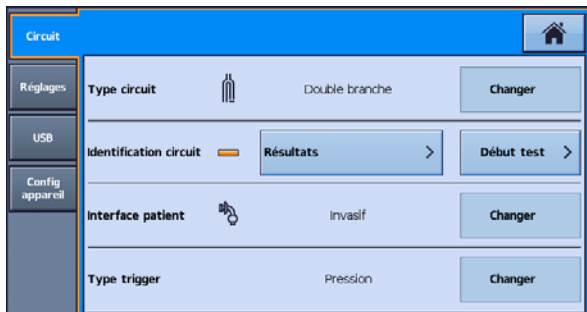 Circuit
Réglages
USB
Config
appareil
Type circuit Double branche Changer
Identification circuit Résultats > Début test >
Interface patient Invasif Changer
Type trigger Pression Changer